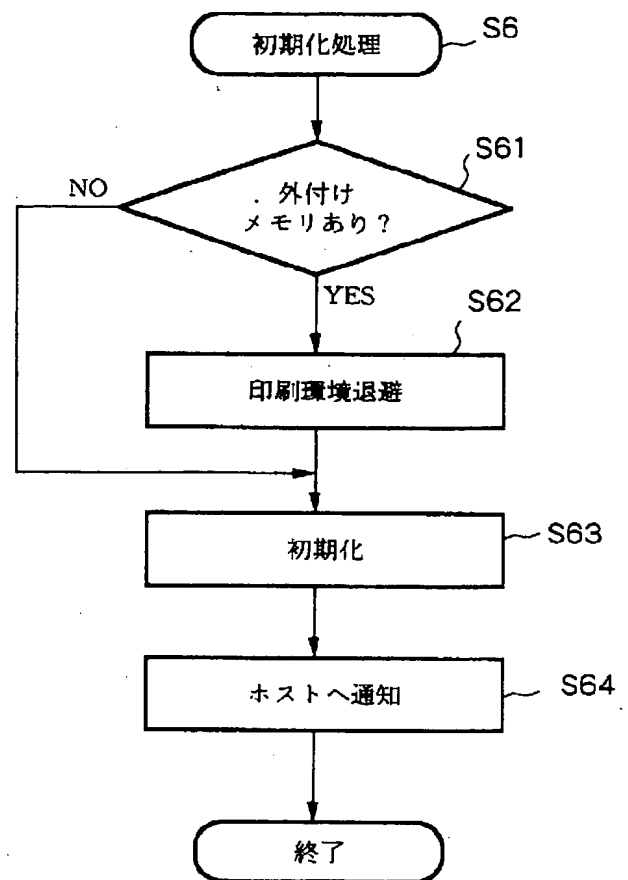 初期化処理
S6
S61
NO
外付け
メモリあり?
YES
S62
印刷環境退避
初期化
S63
ホストへ通知
S64
終了